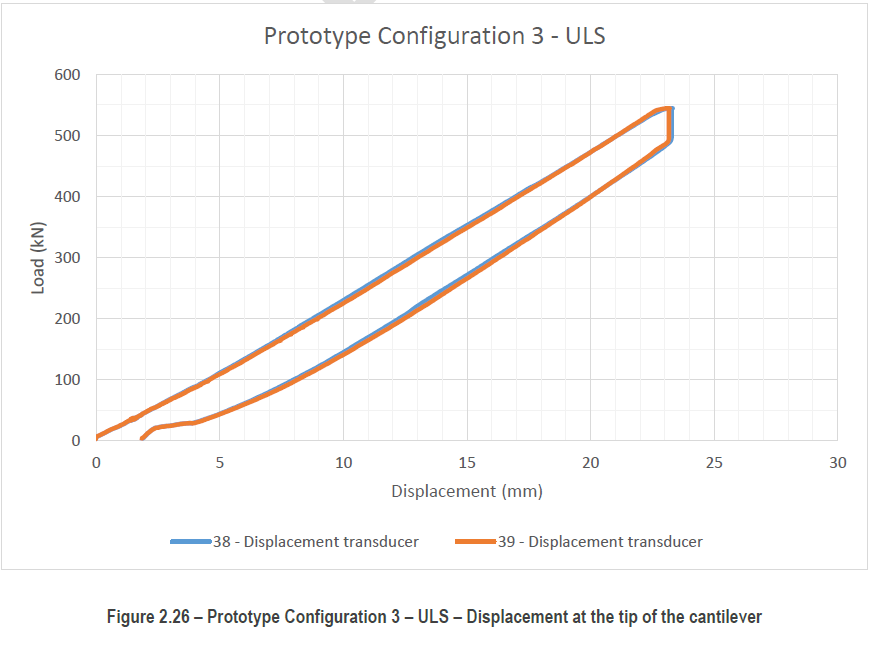 Prototype Configuration 3 - ULS
600
500
400
300
200
100
0
Load (kN)
0 5 10 15 20 25 30
Displacement (mm)
38 - Displacement transducer 39 - Displacement transducer
Figure 2.26 – Prototype Configuration 3 – ULS – Displacement at the tip of the cantilever